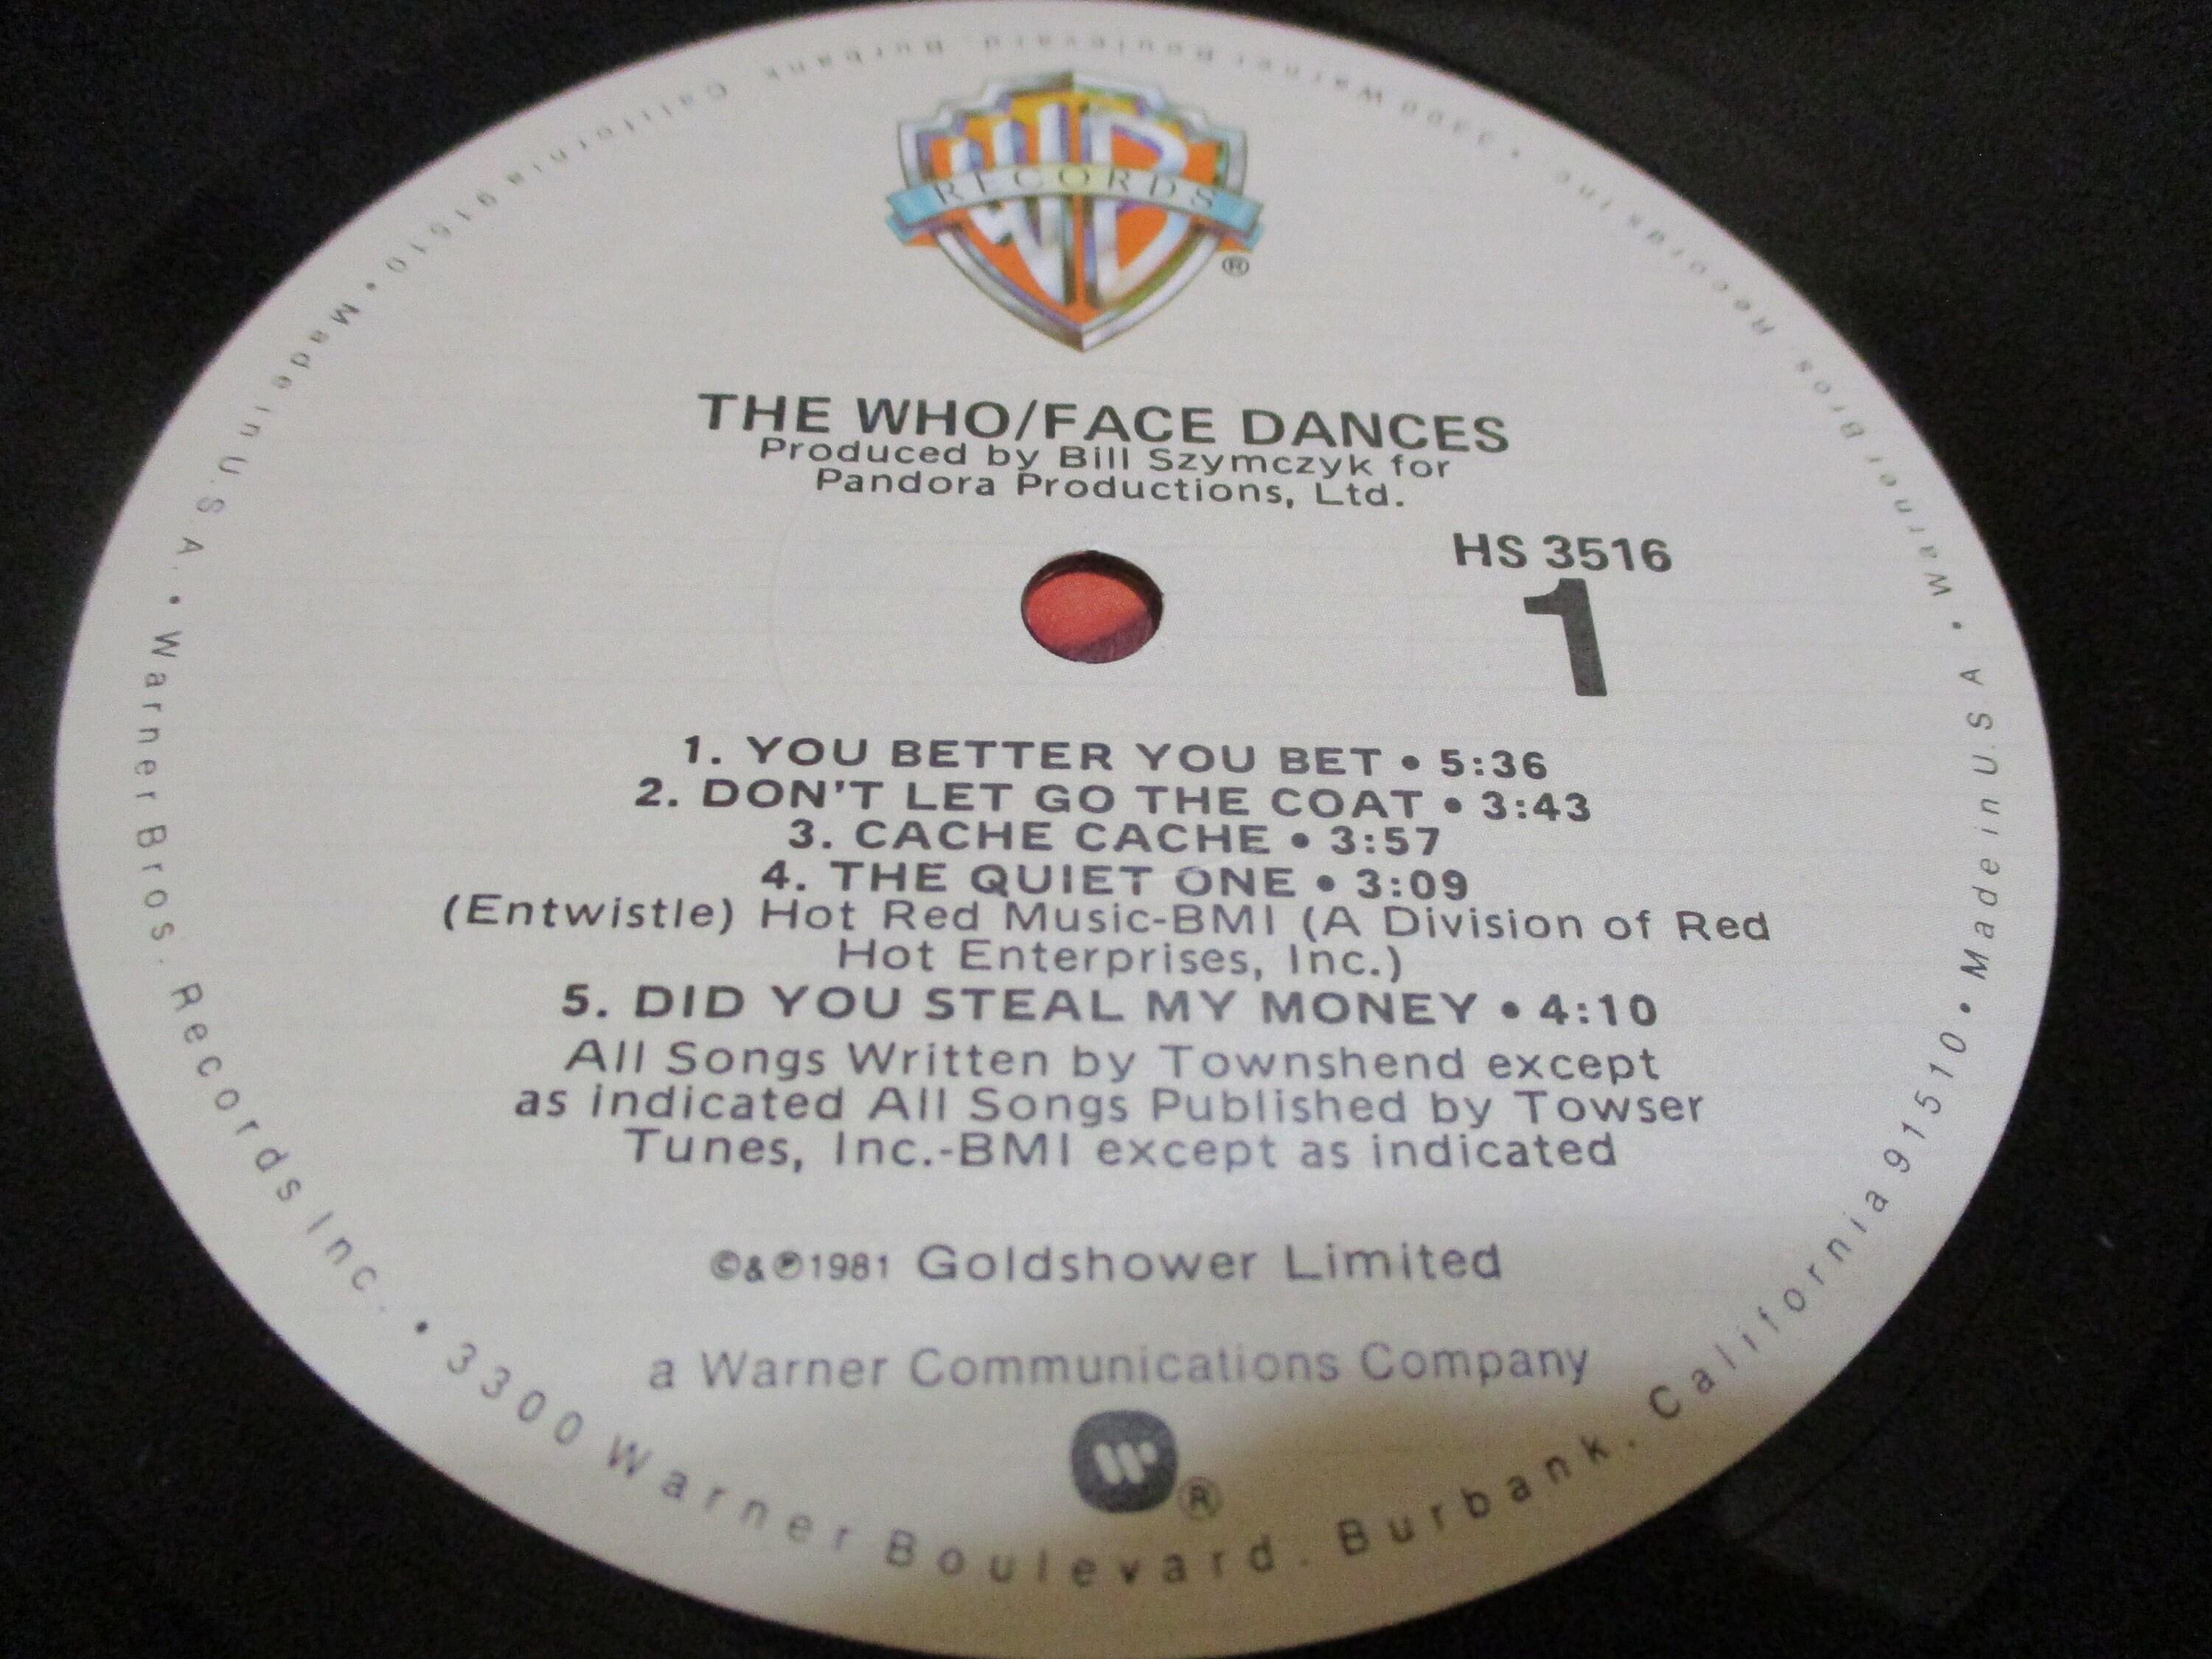 WB
RECORDS
®
THE WHO/FACE DANCES
Produced by Bill Szymczyk for
Pandora Productions, Ltd.
HS 3516
1
1. YOU BETTER YOU BET • 5:36
2. DON'T LET GO THE COAT • 3:43
3. CACHE CACHE • 3:57
4. THE QUIET ONE • 3:09
(Entwistle) Hot Red Music-BMI (A Division of Red
Hot Enterprises, Inc.)
5. DID YOU STEAL MY MONEY • 4:10
All Songs Written by Townshend except
as indicated All Songs Published by Towser
Tunes, Inc.-BMI except as indicated
©&℗1981 Goldshower Limited
a Warner Communications Company
W
®
Warner Bros. Records Inc. • 3300 Warner Boulevard. Burbank. California 91510 • Made in U.S.A. • Warner Bros. Records Inc. • 3300 Warner Boulevard. Burbank. California 91510 • Made in U.S.A. •